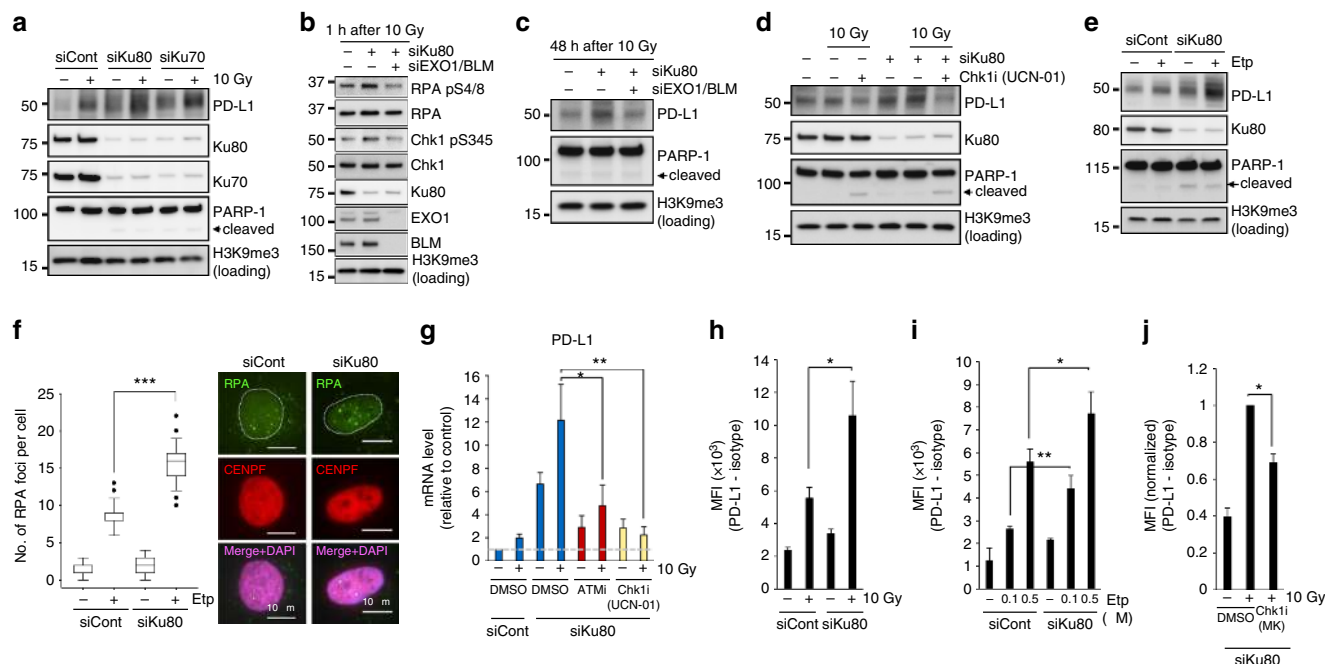 a
siCont siKu80 siKu70
– + – + – + 10 Gy
50 PD-L1
75 Ku80
75 Ku70
100 PARP-1
cleaved
15 H3K9me3
(loading)
b
1 h after 10 Gy
– + + siKu80
– – + siEXO1/BLM
37 RPA pS4/8
37 RPA
50 Chk1 pS345
50 Chk1
75 Ku80
100 EXO1
150 BLM
15 H3K9me3
(loading)
c
48 h after 10 Gy
– + + siKu80
– – + siEXO1/BLM
50 PD-L1
100 PARP-1
cleaved
15 H3K9me3
(loading)
d
10 Gy 10 Gy
– – – + + + siKu80
– – + – – + Chk1i (UCN-01)
50 PD-L1
75 Ku80
100 PARP-1
cleaved
15 H3K9me3
(loading)
e
siCont siKu80
– + – + Etp
50 PD-L1
80 Ku80
115 PARP-1
cleaved
15 H3K9me3
(loading)
f
No. of RPA foci per cell
25
20
15
10
5
0
***
– + – + Etp
siCont siKu80
siCont siKu80
RPA RPA
CENPF CENPF
Merge+DAPI Merge+DAPI
10 m 10 m
g
PD-L1
mRNA level
(relative to control)
16
14
12
10
8
6
4
2
0
**
*
– + – + – + – + 10 Gy
DMSO DMSO ATMi Chk1i
(UCN-01)
siCont siKu80
h
MFI (×10³)
(PD-L1 - isotype)
14
12
10
8
6
4
2
0
*
– + – + 10 Gy
siCont siKu80
i
MFI (×10³)
(PD-L1 - isotype)
10
9
8
7
6
5
4
3
2
1
0
*
**
– 0.1 0.5 – 0.1 0.5 Etp
siCont siKu80 ( M)
j
MFI (normalized)
(PD-L1 - isotype)
1.2
1
0.8
0.6
0.4
0.2
0
*
– + + 10 Gy
DMSO Chk1i
(MK)
siKu80